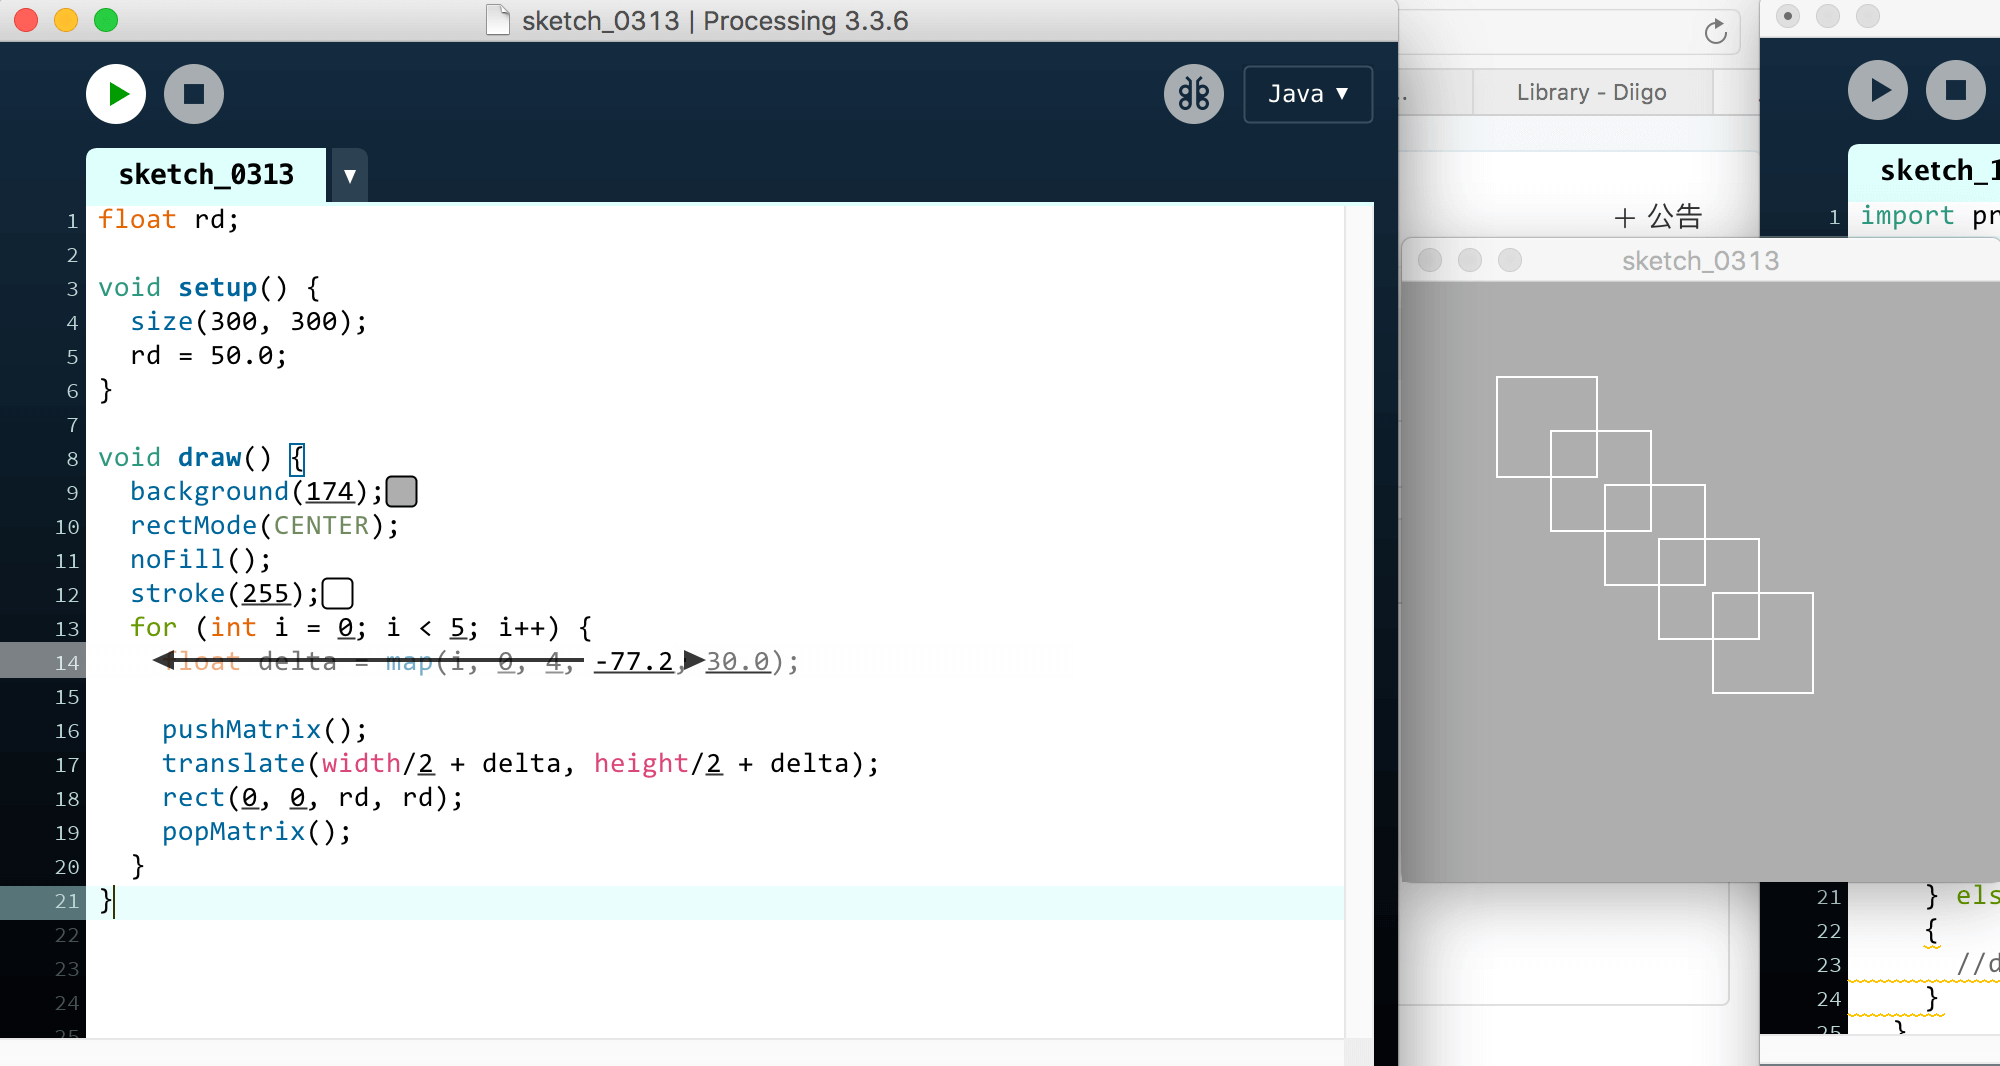 sketch_0313 | Processing 3.3.6
Java ▼
sketch_0313 ▼
1 float rd;
2
3 void setup() {
4 size(300, 300);
5 rd = 50.0;
6 }
7
8 void draw() {
9 background(174);
10 rectMode(CENTER);
11 noFill();
12 stroke(255);
13 for (int i = 0; i < 5; i++) {
14 float delta = map(i, 0, 4, -77.2, 30.0);
15
16 pushMatrix();
17 translate(width/2 + delta, height/2 + delta);
18 rect(0, 0, rd, rd);
19 popMatrix();
20 }
21 }
22
23
24
25
Library - Diigo
+ 公告
sketch_0313
sketch_1
1 import pr
21 } els
22 {
23 //d
24 }
25 }